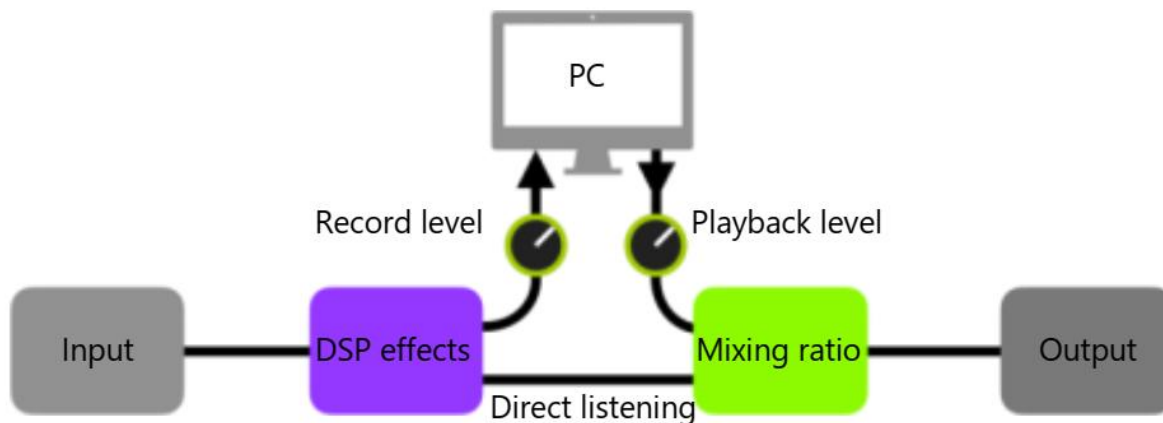 PC
Record level
Playback level
Input
DSP effects
Mixing ratio
Output
Direct listening